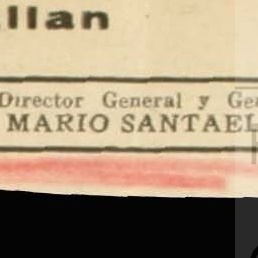 llan
Director General y Ge
MARIO SANTAEL